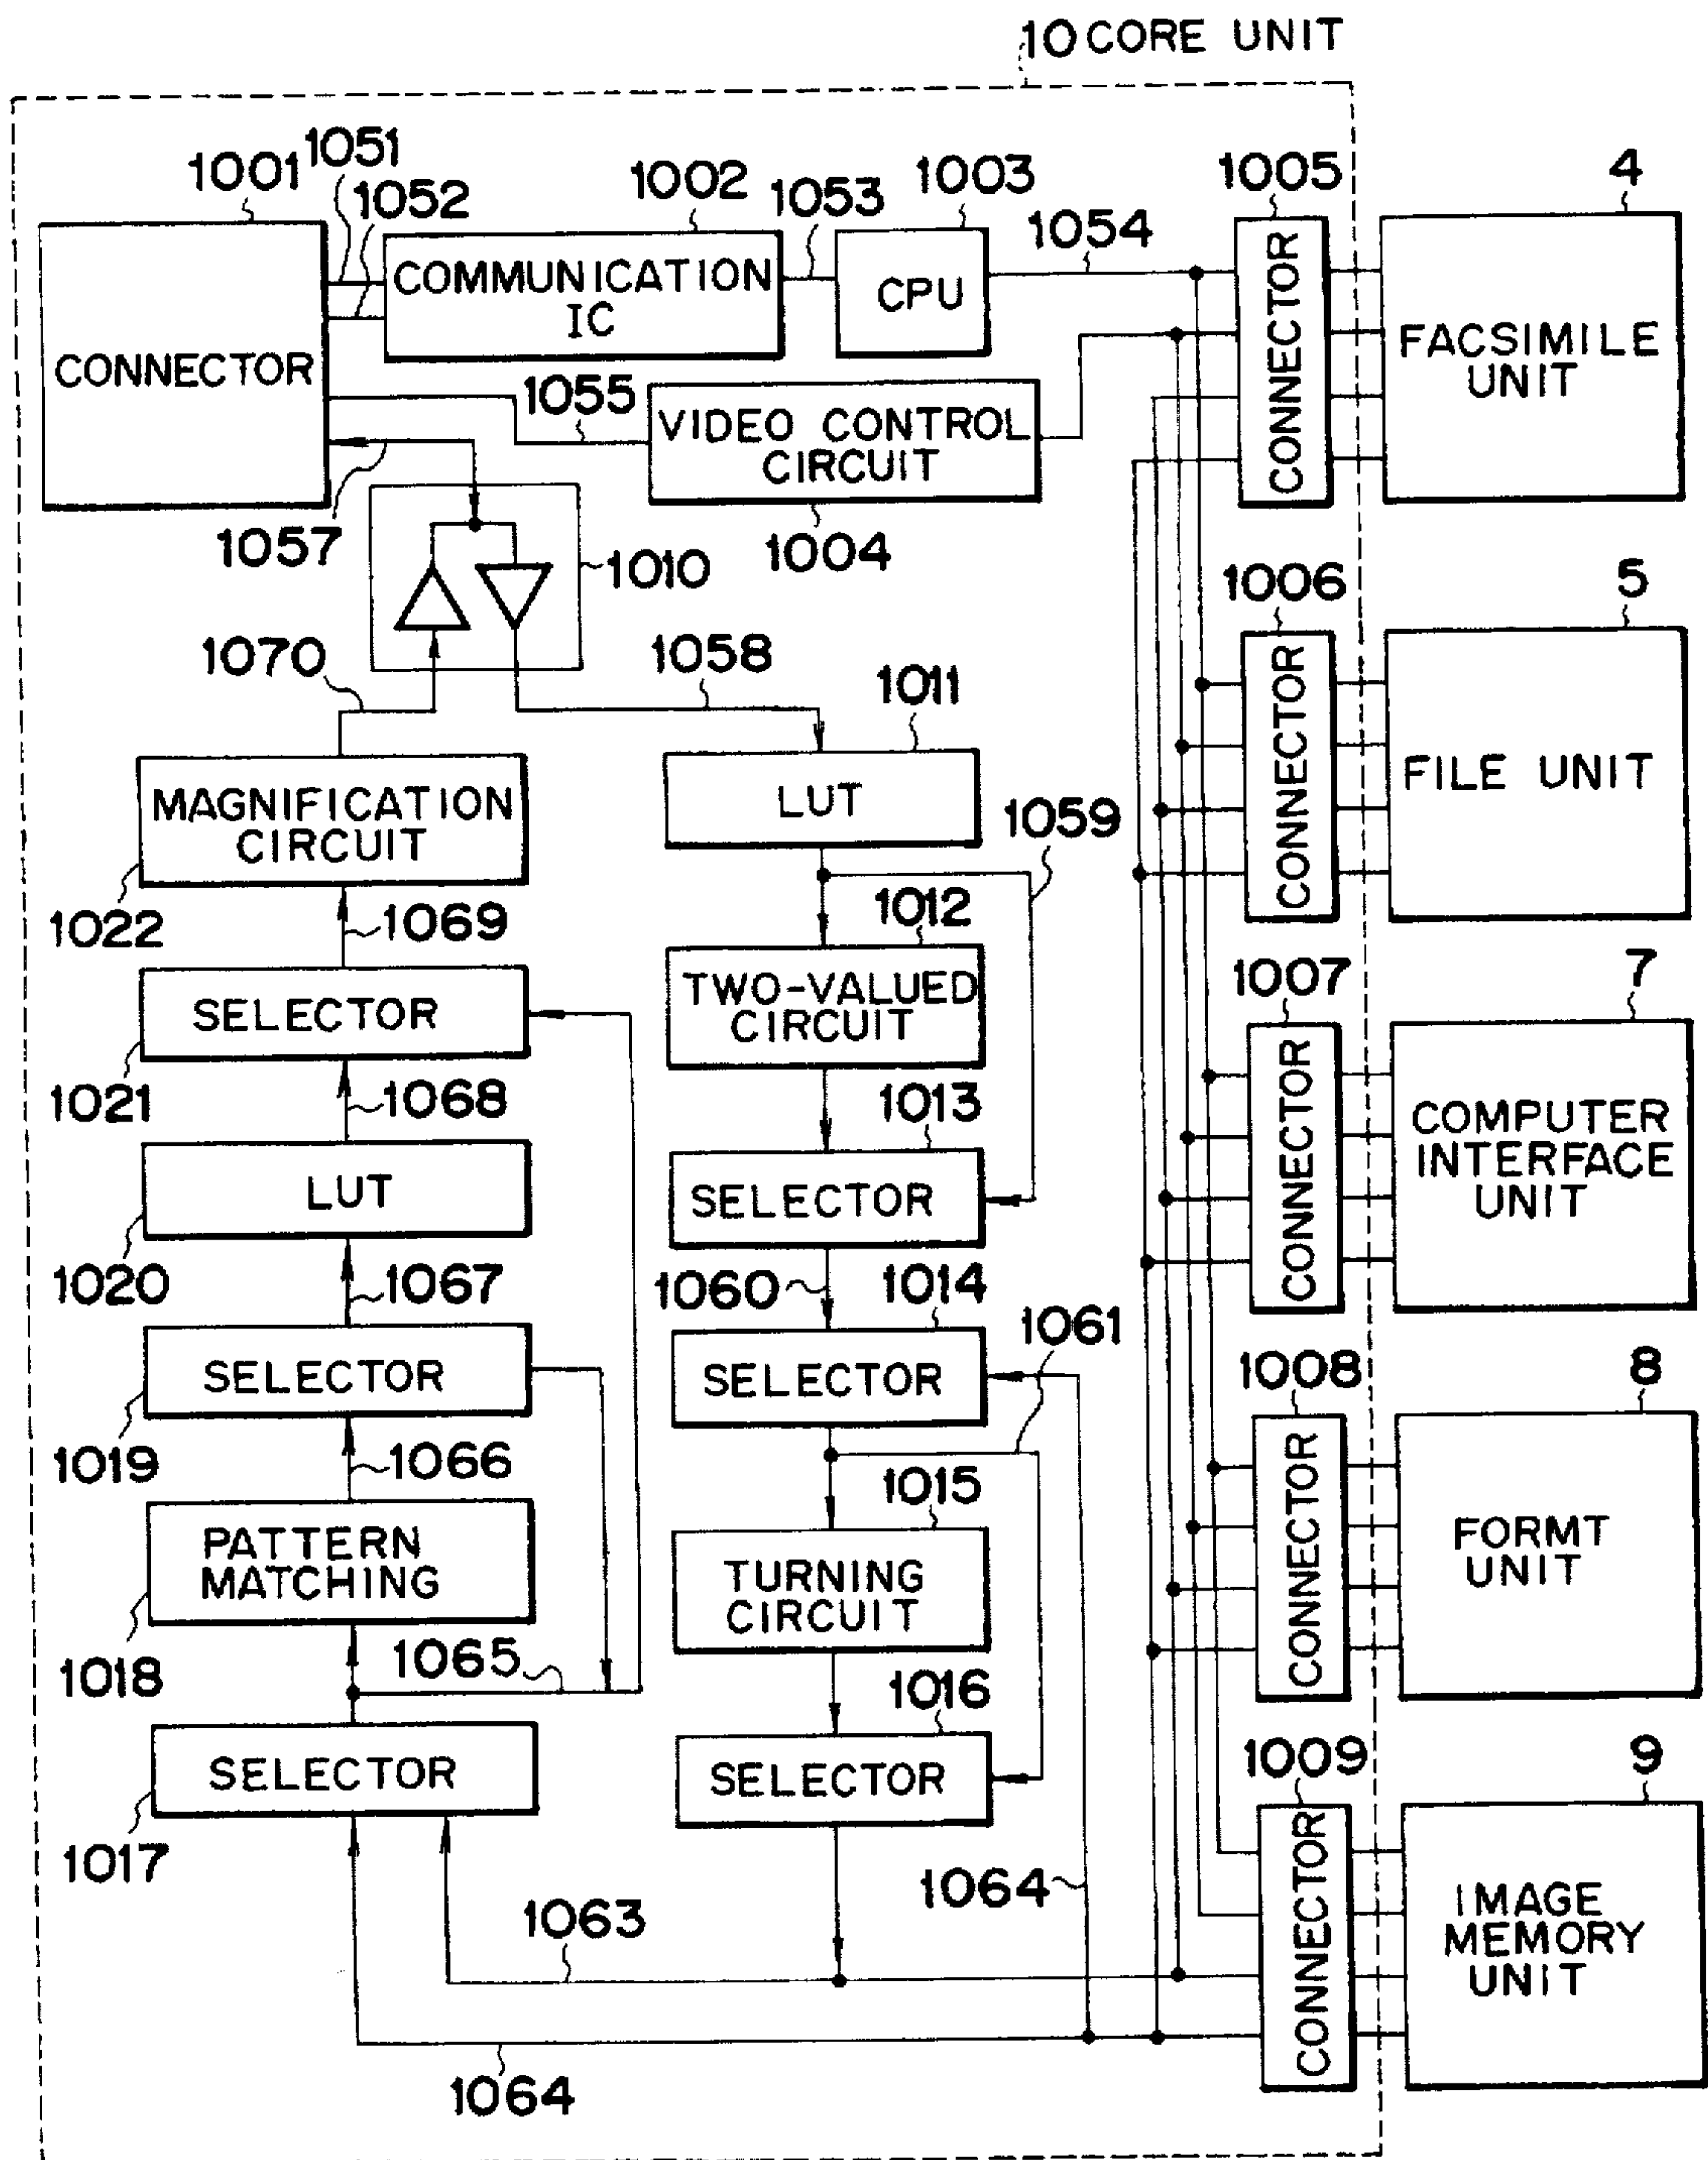 10 CORE UNIT
1051
1001
1052
1002
1053
1003
1054
1005
4
CONNECTOR
COMMUNICATION
IC
CPU
CONNECTOR
FACSIMILE
UNIT
1055
VIDEO CONTROL
CIRCUIT
1057
1004
1010
1006
5
1070
1058
1011
CONNECTOR
FILE UNIT
MAGNIFICATION
CIRCUIT
LUT
1059
1022
1069
1012
SELECTOR
TWO-VALUED
CIRCUIT
1007
7
1021
1068
1013
CONNECTOR
COMPUTER
INTERFACE
UNIT
LUT
SELECTOR
1020
1067
1060
1014
1061
SELECTOR
SELECTOR
1008
8
1019
1066
1015
CONNECTOR
FORMT
UNIT
PATTERN
MATCHING
TURNING
CIRCUIT
1018
1065
1016
SELECTOR
SELECTOR
1009
9
1017
1064
CONNECTOR
IMAGE
MEMORY
UNIT
1063
1064